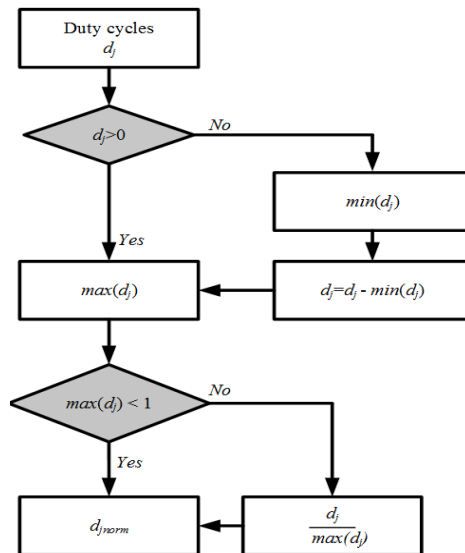 Duty cycles
dⱼ
dⱼ>0
No
min(dⱼ)
Yes
max(dⱼ)
dⱼ=dⱼ - min(dⱼ)
max(dⱼ) < 1
No
Yes
dⱼnorm
dⱼ
max(dⱼ)